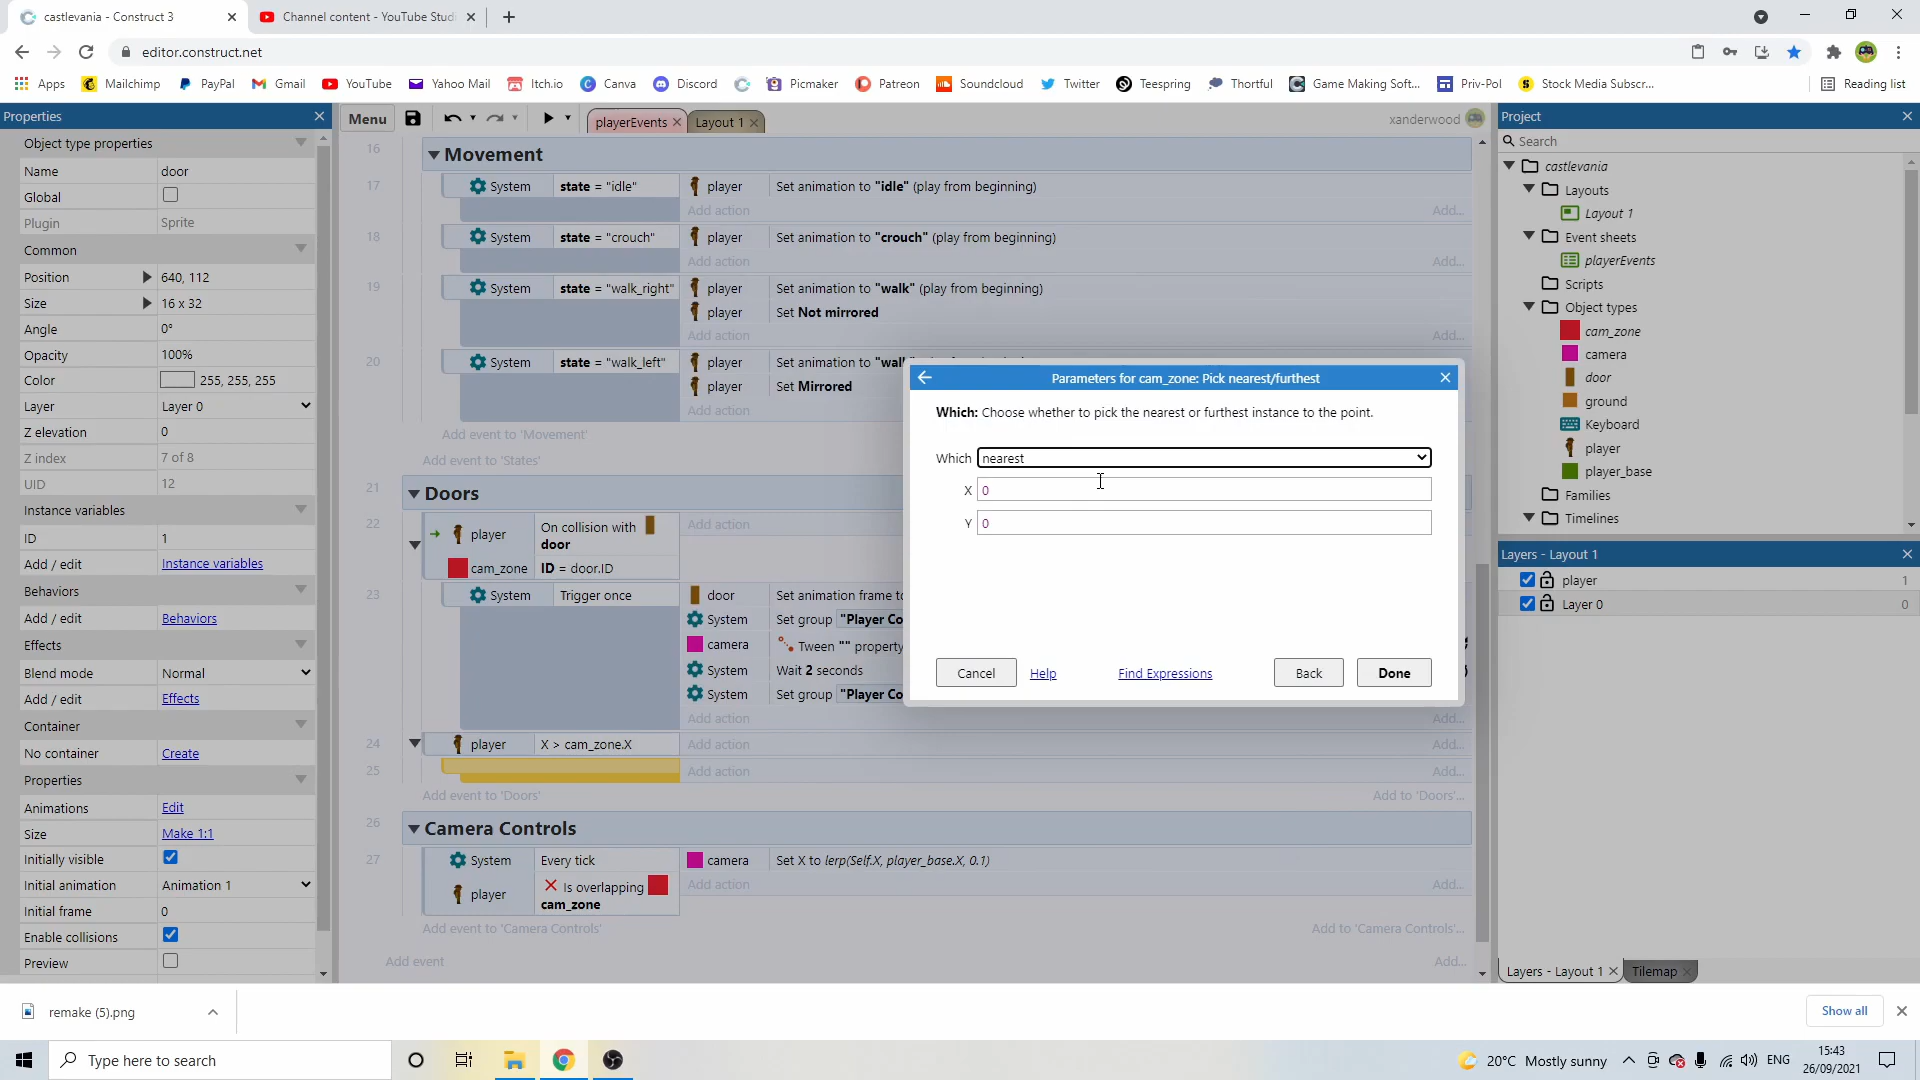 castlevania - Construct 3
Channel content - YouTube Stud
editor.construct.net
Apps Mailchimp PayPal Gmail YouTube Yahoo Mail Itch.io Canva Discord Picmaker Patreon Soundcloud Twitter Teespring Thortful Game Making Soft... Priv-Pol Stock Media Subscr... Reading list
Properties
Object type properties
Name door
Global
Plugin Sprite
Common
Position 640, 112
Size 16 x 32
Angle 0°
Opacity 100%
Color 255, 255, 255
Layer Layer 0
Z elevation 0
Z index 7 of 8
UID 12
Instance variables
ID 1
Add / edit Instance variables
Behaviors
Add / edit Behaviors
Effects
Blend mode Normal
Add / edit Effects
Container
No container Create
Properties
Animations Edit
Size Make 1:1
Initially visible
Initial animation Animation 1
Initial frame 0
Enable collisions
Preview
Menu
playerEvents
Layout 1
xanderwood
16 Movement
17 System state = "idle" player Set animation to "idle" (play from beginning)
Add action Add...
18 System state = "crouch" player Set animation to "crouch" (play from beginning)
Add action Add...
19 System state = "walk_right" player Set animation to "walk" (play from beginning)
player Set Not mirrored
Add action Add...
20 System state = "walk_left" player Set animation to "wal
player Set Mirrored
Add action
Add event to 'Movement'
Add event to 'States'
21 Doors
22 player On collision with door Add action
cam_zone ID = door.ID
23 System Trigger once door Set animation frame to
System Set group "Player Co
camera Tween "" property
System Wait 2 seconds
System Set group "Player Co
Add action Add...
24 player X > cam_zone.X Add action Add...
25 Add action Add...
Add event to 'Doors' Add to 'Doors'...
26 Camera Controls
27 System Every tick camera Set X to lerp(Self.X, player_base.X, 0.1)
player Is overlapping cam_zone Add action Add...
Add event to 'Camera Controls' Add to 'Camera Controls'...
Add event Add...
Parameters for cam_zone: Pick nearest/furthest
Which: Choose whether to pick the nearest or furthest instance to the point.
Which nearest
X 0
Y 0
Cancel Help Find Expressions Back Done
Project
Search
castlevania
Layouts
Layout 1
Event sheets
playerEvents
Scripts
Object types
cam_zone
camera
door
ground
Keyboard
player
player_base
Families
Timelines
Layers - Layout 1
player 1
Layer 0 0
Layers - Layout 1
Tilemap
remake (5).png
Show all
Type here to search
20°C Mostly sunny
ENG
15:43
26/09/2021